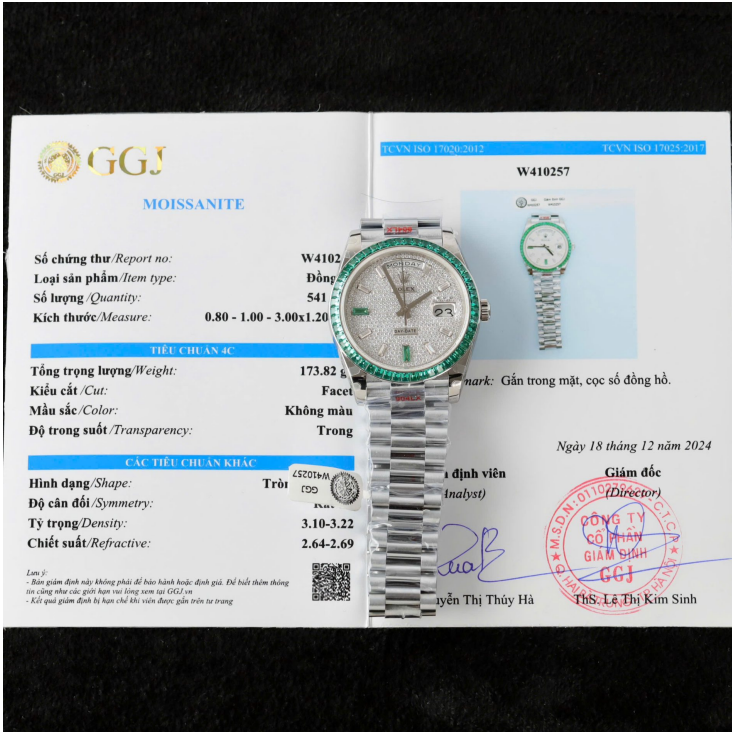 GGJ
MOISSANITE
Số chứng thư/Report no: W4102
Loại sản phẩm/Item type: Đồng
Số lượng /Quantity: 541
Kích thước/Measure: 0.80 - 1.00 - 3.00x1.20
TIÊU CHUẨN 4C
Tổng trọng lượng/Weight: 173.82 g
Kiểu cắt /Cut: Facet
Mầu sắc/Color: Không màu
Độ trong suốt /Transparency: Trong
CÁC TIÊU CHUẨN KHÁC
Hình dạng/Shape:
Độ cân đối/Symmetry:
Tỷ trọng/Density: 3.10-3.22
Chiết suất/Refractive: 2.64-2.69
Lưu ý:
- Bản giám định này không phải để bảo hành hoặc định giá. Để biết thêm thông
tin cũng như các giới hạn vui lòng xem tại GGJ.vn
- Kết quả giám định bị hạn chế khi viên được gắn trên tư trang
GGJ
W410257
MONDAY
23
DAY-DATE
TCVN ISO 17020:2012 TCVN ISO 17025:2017
W410257
mark: Gắn trong mặt, cọc số đồng hồ.
Ngày 18 tháng 12 năm 2024
định viên Giám đốc
(Director)
CÔNG TY
CỔ PHẦN
GIÁM ĐỊNH
GGJ
Thị Thúy Hà ThS. Lê Thị Kim Sinh